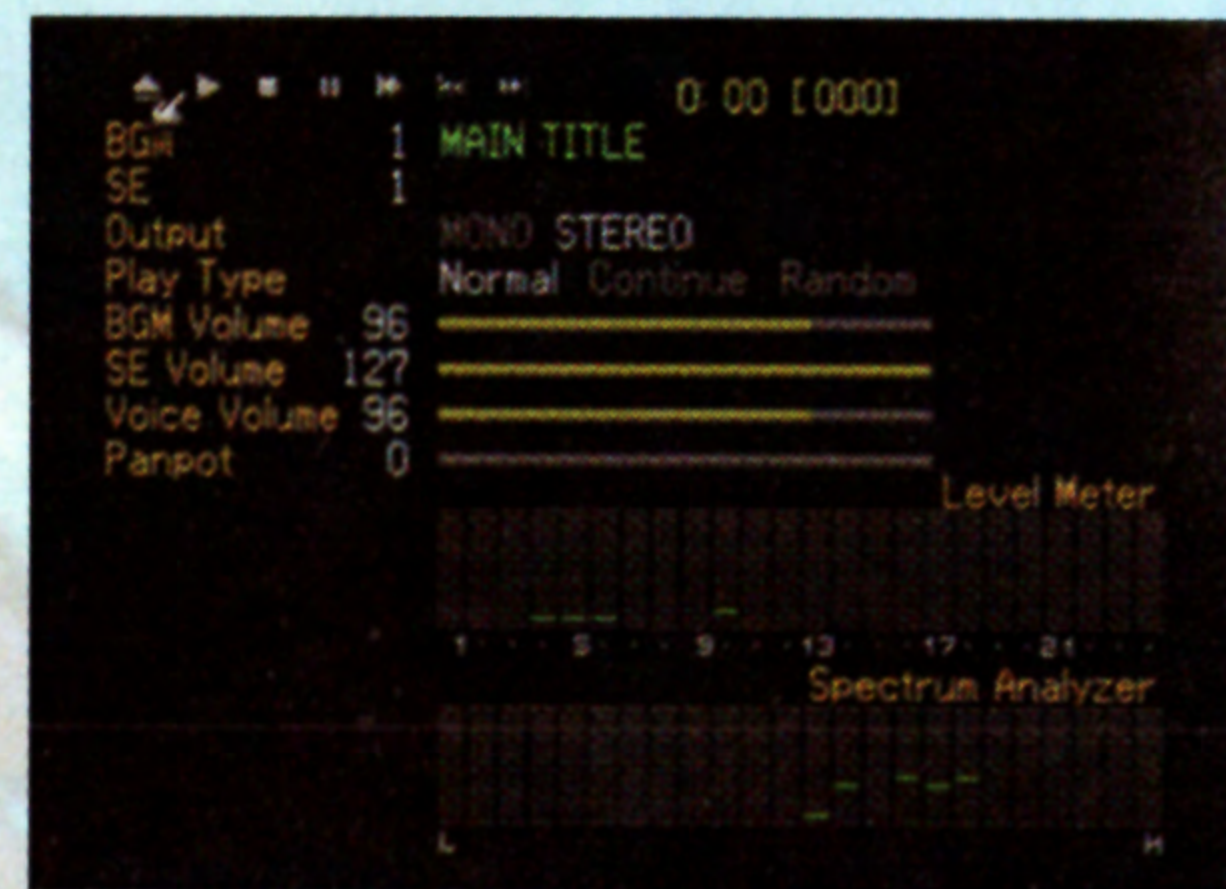 0:00 [000]
BGM 1 MAIN TITLE
SE 1
Output MONO STEREO
Play Type Normal Continue Random
BGM Volume 96
SE Volume 127
Voice Volume 96
Panpot 0
Level Meter
1 5 9 13 17 21
Spectrum Analyzer
L H